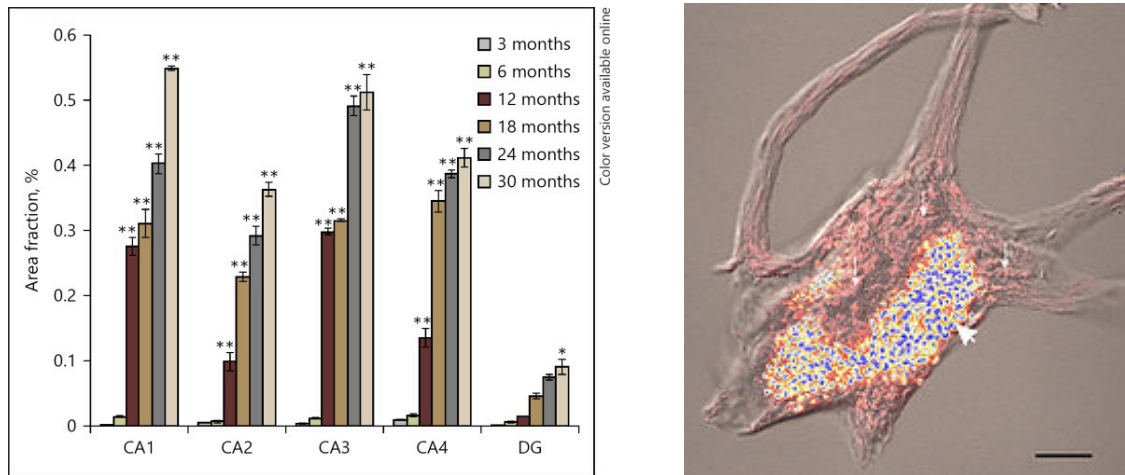 0.6
0.5
0.4
0.3
0.2
0.1
0
Area fraction, %
** ** ** **
** ** ** **
** ** ** **
** ** ** **
*
3 months
6 months
12 months
18 months
24 months
30 months
CA1 CA2 CA3 CA4 DG
Color version available online